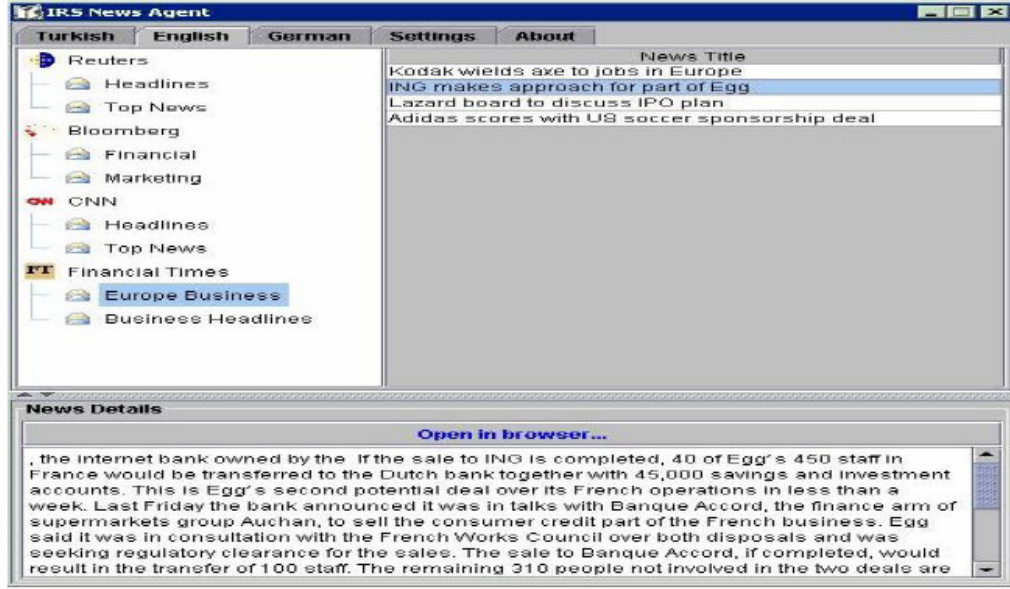 IRS News Agent
Turkish English German Settings About
Reuters
Headlines
Top News
Bloomberg
Financial
Marketing
CNN CNN
Headlines
Top News
FT Financial Times
Europe Business
Business Headlines
News Title
Kodak wields axe to jobs in Europe
ING makes approach for part of Egg
Lazard board to discuss IPO plan
Adidas scores with US soccer sponsorship deal
News Details
Open in browser...
, the internet bank owned by the If the sale to ING is completed, 40 of Egg's 450 staff in
France would be transferred to the Dutch bank together with 45,000 savings and investment
accounts. This is Egg's second potential deal over its French operations in less than a
week. Last Friday the bank announced it was in talks with Banque Accord, the finance arm of
supermarkets group Auchan, to sell the consumer credit part of the French business. Egg
said it was in consultation with the French Works Council over both disposals and was
seeking regulatory clearance for the sales. The sale to Banque Accord, if completed, would
result in the transfer of 100 staff. The remaining 310 people not involved in the two deals are